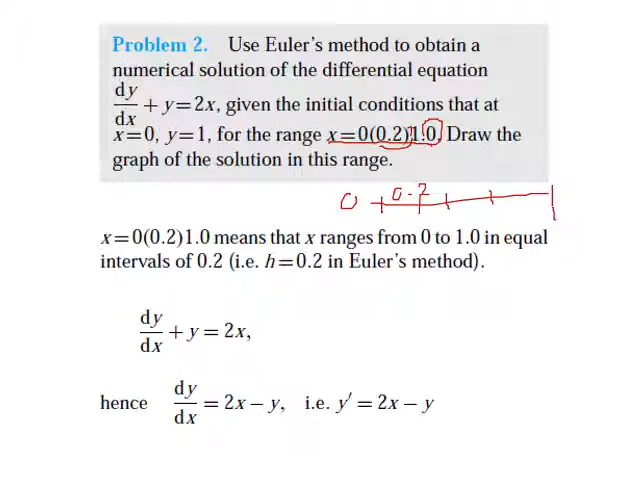 Problem 2. Use Euler's method to obtain a
numerical solution of the differential equation
dy/dx + y = 2x, given the initial conditions that at
x = 0, y = 1, for the range x = 0(0.2)1.0. Draw the
graph of the solution in this range.
0 0.2 1
x = 0(0.2)1.0 means that x ranges from 0 to 1.0 in equal
intervals of 0.2 (i.e. h = 0.2 in Euler's method).
dy/dx + y = 2x,
hence dy/dx = 2x − y, i.e. y′ = 2x − y